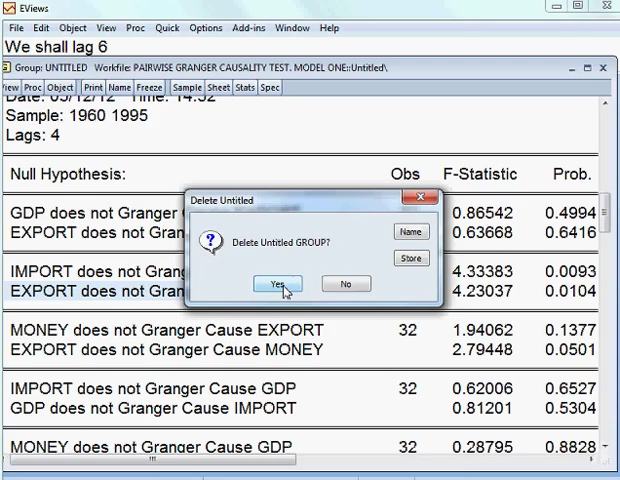 EViews
File Edit Object View Proc Quick Options Add-ins Window Help
We shall lag 6
Group: UNTITLED Workfile: PAIRWISE GRANGER CAUSALITY TEST. MODEL ONE::Untitled\
View Proc Object Print Name Freeze Sample Sheet Stats Spec
Sample: 1960 1995
Lags: 4
Null Hypothesis: Obs F-Statistic Prob.
GDP does not Granger 0.86542 0.4994
EXPORT does not Gran 0.63668 0.6416
IMPORT does not Grang 4.33383 0.0093
EXPORT does not Gran 4.23037 0.0104
MONEY does not Granger Cause EXPORT 32 1.94062 0.1377
EXPORT does not Granger Cause MONEY 2.79448 0.0501
IMPORT does not Granger Cause GDP 32 0.62006 0.6527
GDP does not Granger Cause IMPORT 0.81201 0.5304
MONEY does not Granger Cause GDP 32 0.28795 0.8828
Delete Untitled
Delete Untitled GROUP?
Name
Store
Yes No